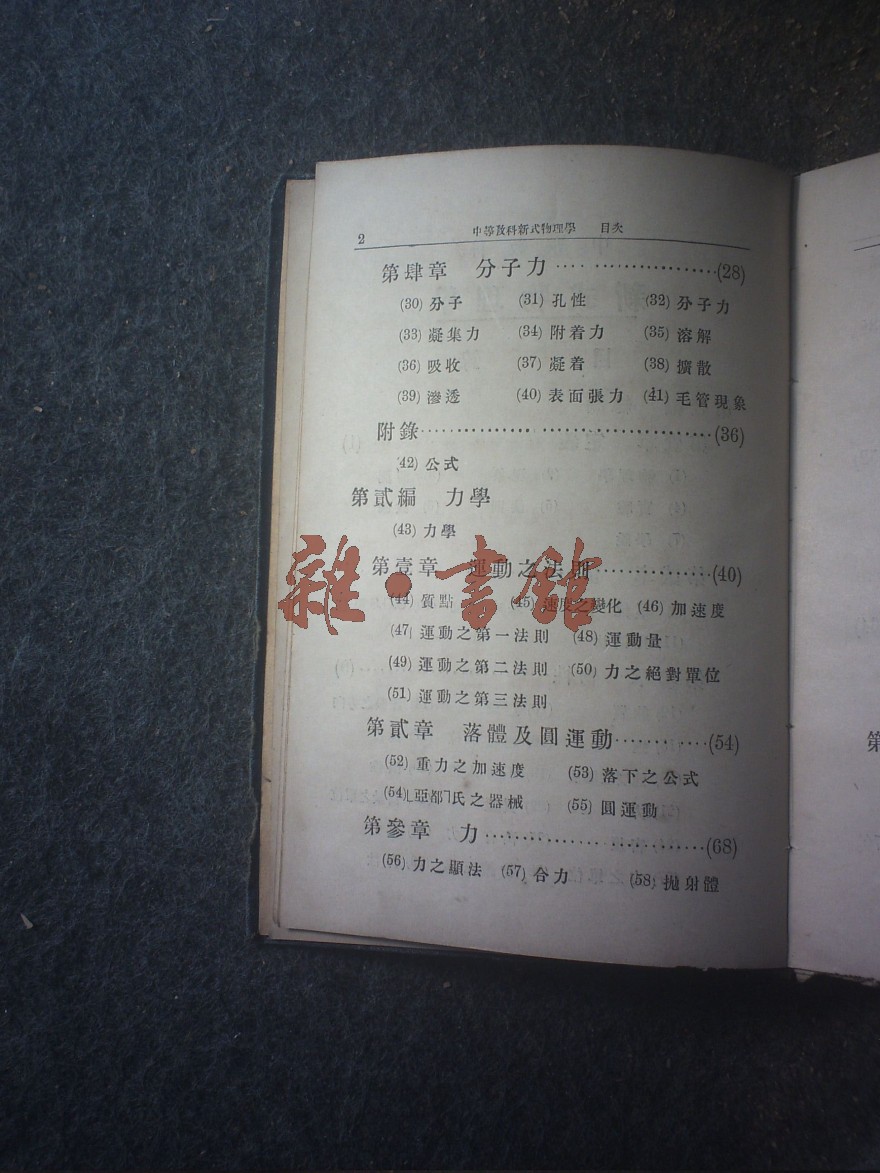 2 中等敎科新式物理學 目次
第肆章 分子力…………………(28)
(30) 分子 (31) 孔性 (32) 分子力
(33) 凝集力 (34) 附着力 (35) 溶解
(36) 吸收 (37) 凝着 (38) 擴散
(39) 滲透 (40) 表面張力 (41) 毛管現象
附錄…………………………(36)
(42) 公式
第貳編 力學
(43) 力學
第壹章 運動之法則……………(40)
(44) 質點 (45) 速度之變化 (46) 加速度
(47) 運動之第一法則 (48) 運動量
(49) 運動之第二法則 (50) 力之絕對單位
(51) 運動之第三法則
第貳章 落體及圓運動…………(54)
(52) 重力之加速度 (53) 落下之公式
(54) 亞都氏之器械 (55) 圓運動
第參章 力………………………(68)
(56) 力之顯法 (57) 合力 (58) 拋射體
雜·書館
第